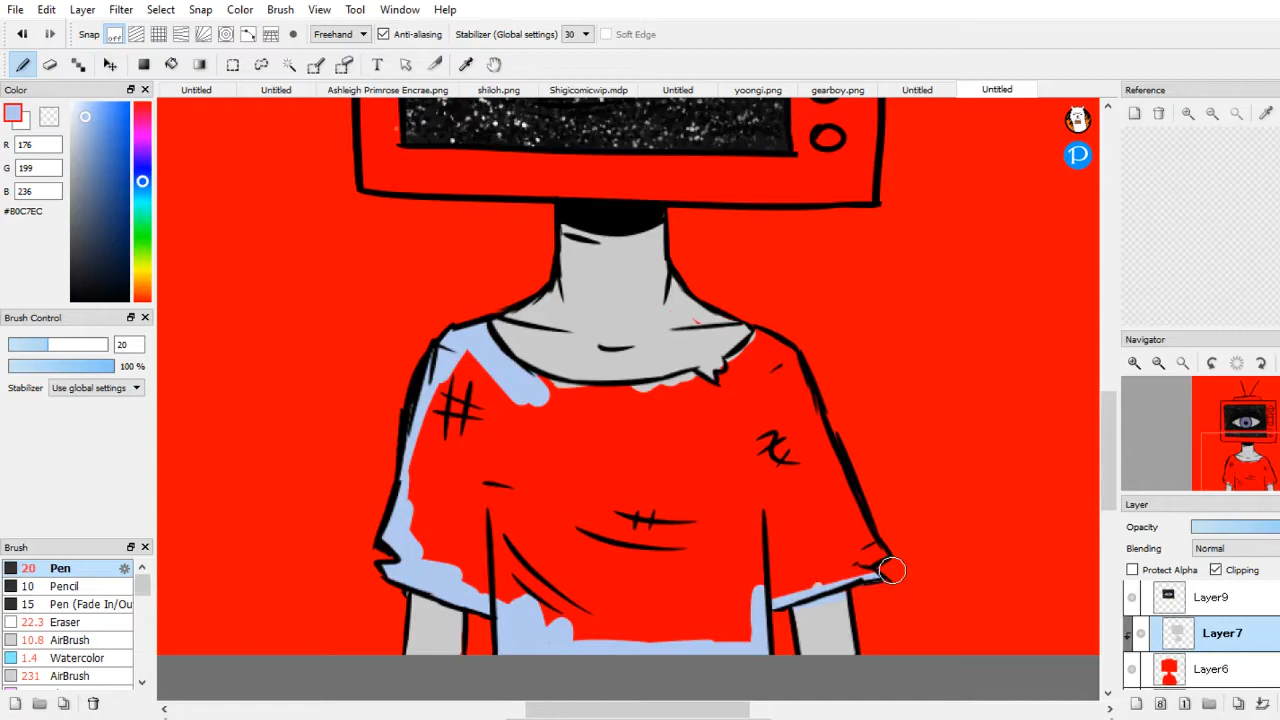 File Edit Layer Filter Select Snap Color Brush View Tool Window Help
Snap off Freehand Anti-aliasing Stabilizer (Global settings) 30 Soft Edge
T
Color
Untitled Untitled Ashleigh Primrose Encrae.png shiloh.png Shigicomicwip.mdp Untitled yoongi.png gearboy.png Untitled Untitled
Reference
R 176
G 199
B 236
#B0C7EC
P
Brush Control
20
100 %
Stabilizer Use global settings
Navigator
Layer
Opacity
Blending Normal
Protect Alpha Clipping
Layer9
Layer7
Layer6
Brush
20 Pen
10 Pencil
15 Pen (Fade In/Ou
22.3 Eraser
10.8 AirBrush
1.4 Watercolor
231 AirBrush
8 1